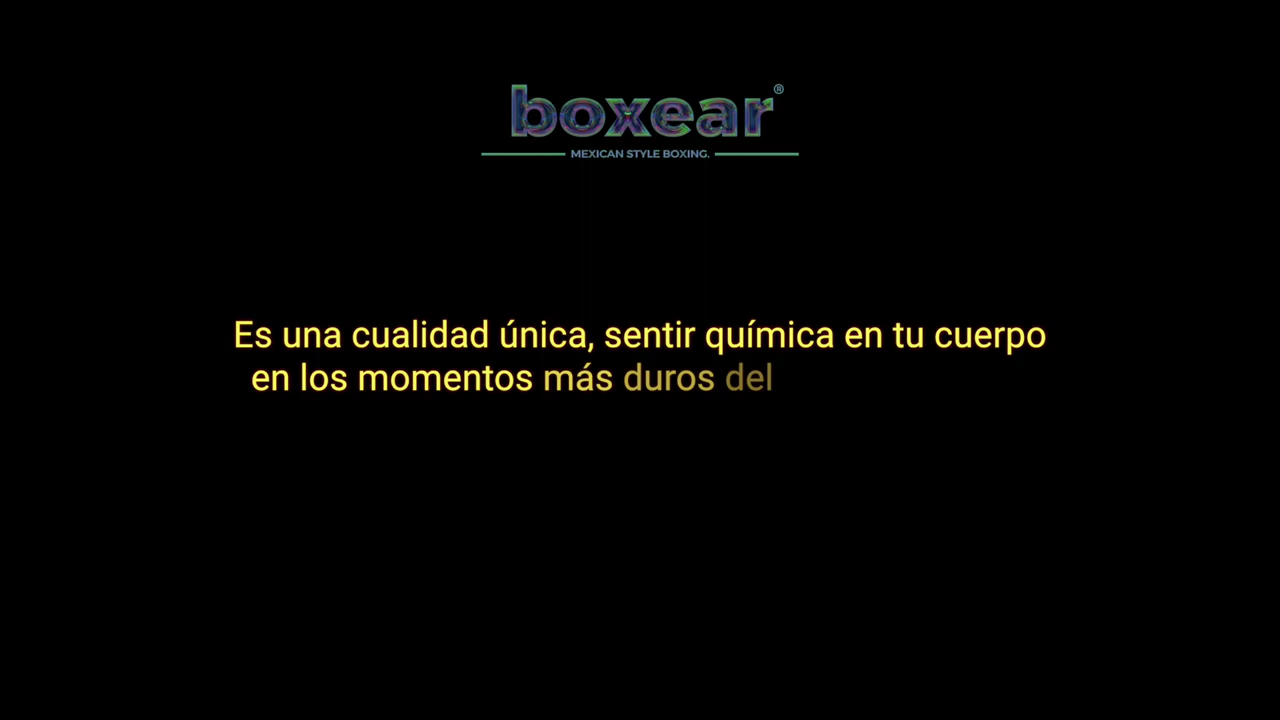 boxear®
MEXICAN STYLE BOXING.
Es una cualidad única, sentir química en tu cuerpo
en los momentos más duros del